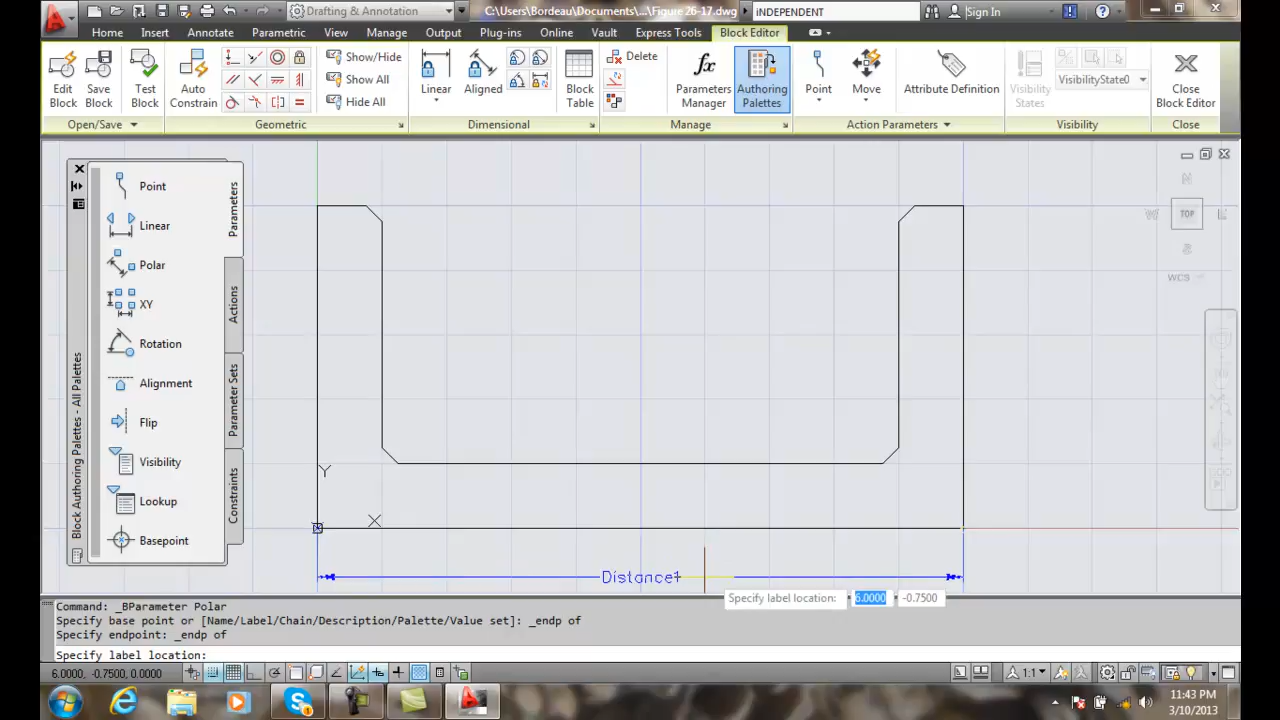 Drafting & Annotation
C:\Users\Bordeau\Documents\...\Figure 26-17.dwg
INDEPENDENT
Sign In
Home
Insert
Annotate
Parametric
View
Manage
Output
Plug-ins
Online
Vault
Express Tools
Block Editor
Edit Block
Save Block
Test Block
Auto Constrain
Show/Hide
Show All
Hide All
Linear
Aligned
Block Table
Delete
Parameters Manager
Authoring Palettes
Point
Move
Attribute Definition
Visibility States
VisibilityState0
Close Block Editor
Open/Save
Geometric
Dimensional
Manage
Action Parameters
Visibility
Close
Point
Linear
Polar
XY
Rotation
Alignment
Flip
Visibility
Lookup
Basepoint
Parameters
Actions
Parameter Sets
Constraints
Block Authoring Palettes - All Palettes
N
W
TOP
E
S
WCS
Y
X
Distance1
Specify label location:
6.0000
-0.7500
Command: _BParameter Polar
Specify base point or [Name/Label/Chain/Description/Palette/Value set]: _endp of
Specify endpoint: _endp of
Specify label location:
6.0000, -0.7500, 0.0000
1:1
11:43 PM
3/10/2013